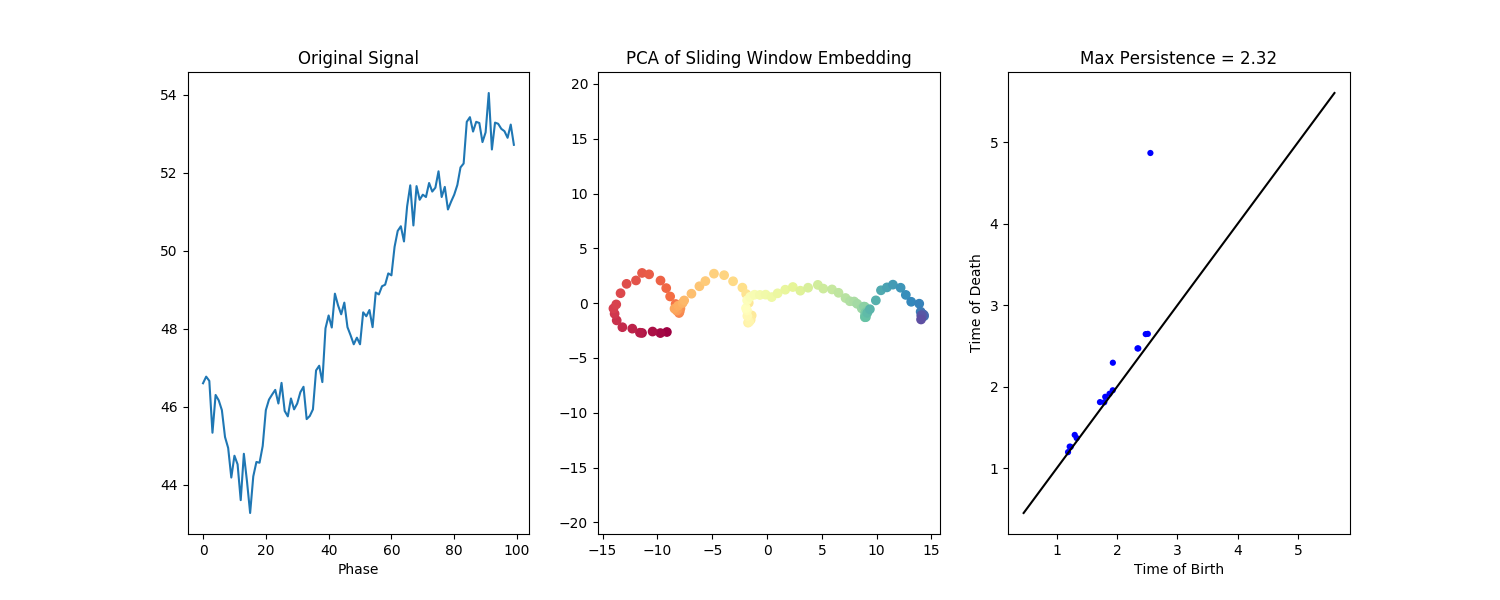 Original Signal
54
52
50
48
46
44
0 20 40 60 80 100
Phase
PCA of Sliding Window Embedding
20
15
10
5
0
−5
−10
−15
−20
−15 −10 −5 0 5 10 15
Max Persistence = 2.32
Time of Death
5
4
3
2
1
1 2 3 4 5
Time of Birth